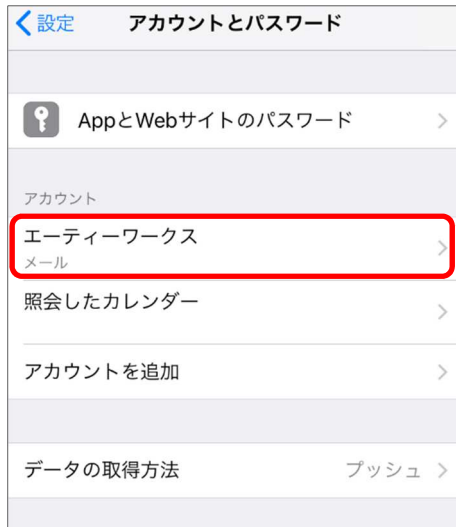 設定 アカウントとパスワード
AppとWebサイトのパスワード
アカウント
エーティーワークス
メール
照会したカレンダー
アカウントを追加
データの取得方法 プッシュ